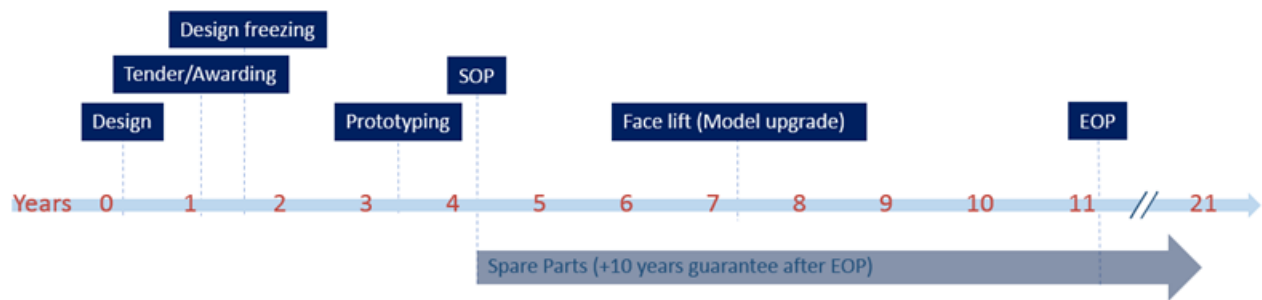 Design freezing
Tender/Awarding
SOP
Design
Prototyping
Face lift (Model upgrade)
EOP
Years 0 1 2 3 4 5 6 7 8 9 10 11 // 21
Spare Parts (+10 years guarantee after EOP)